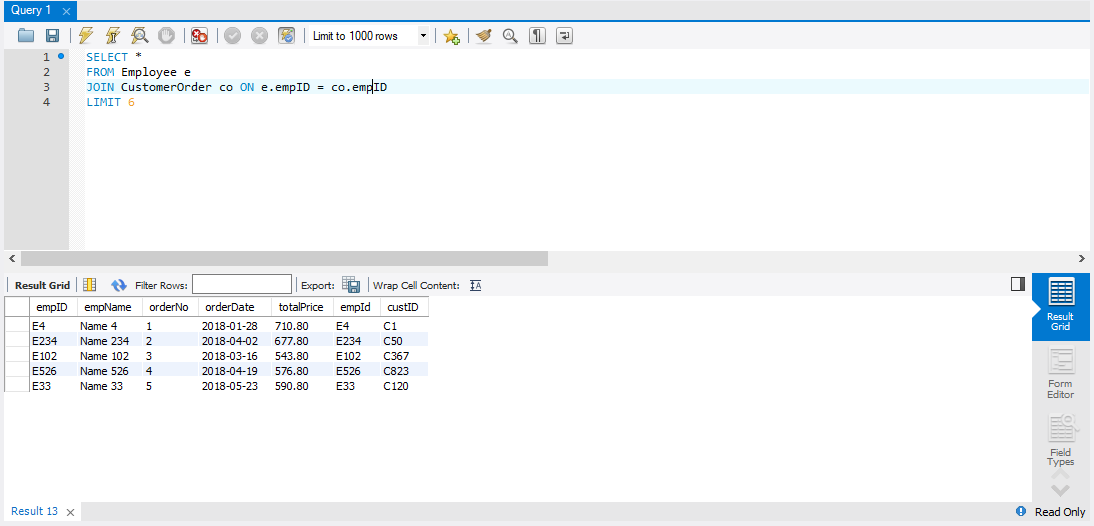 Query 1
Limit to 1000 rows
1 SELECT *
2 FROM Employee e
3 JOIN CustomerOrder co ON e.empID = co.empID
4 LIMIT 6
Result Grid Filter Rows: Export: Wrap Cell Content:
empID empName orderNo orderDate totalPrice empId custID
E4 Name 4 1 2018-01-28 710.80 E4 C1
E234 Name 234 2 2018-04-02 677.80 E234 C50
E102 Name 102 3 2018-03-16 543.80 E102 C367
E526 Name 526 4 2018-04-19 576.80 E526 C823
E33 Name 33 5 2018-05-23 590.80 E33 C120
Result
Grid
Form
Editor
Field
Types
Result 13 Read Only